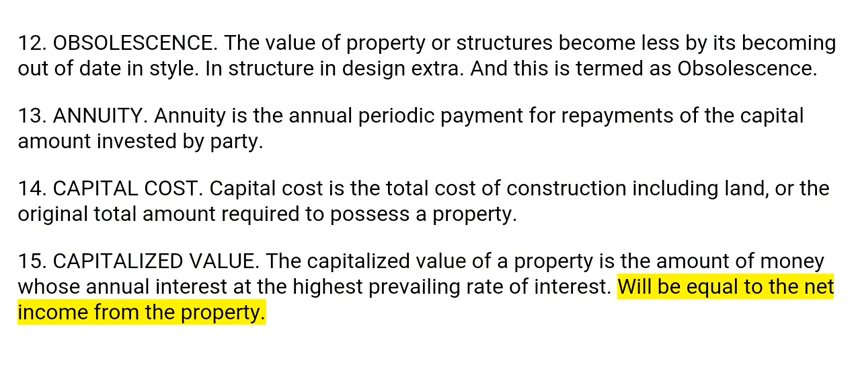 12. OBSOLESCENCE. The value of property or structures become less by its becoming
out of date in style. In structure in design extra. And this is termed as Obsolescence.
13. ANNUITY. Annuity is the annual periodic payment for repayments of the capital
amount invested by party.
14. CAPITAL COST. Capital cost is the total cost of construction including land, or the
original total amount required to possess a property.
15. CAPITALIZED VALUE. The capitalized value of a property is the amount of money
whose annual interest at the highest prevailing rate of interest. Will be equal to the net
income from the property.